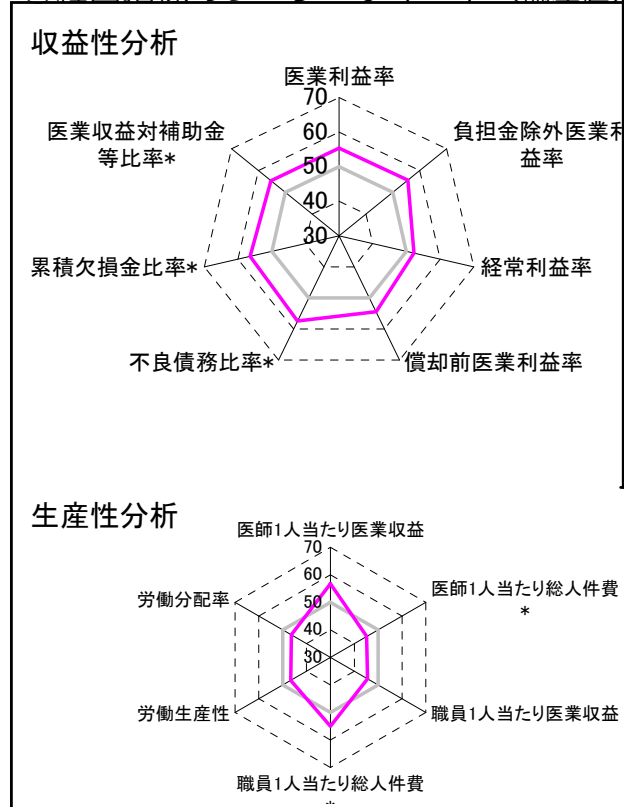 収益性分析
医業利益率
70
60
50
40
30
負担金除外医業利
益率
経常利益率
償却前医業利益率
不良債務比率*
累積欠損金比率*
医業収益対補助金
等比率*
生産性分析
医師1人当たり医業収益
70
60
50
40
30
医師1人当たり総人件費
*
職員1人当たり医業収益
職員1人当たり総人件費
*
労働生産性
労働分配率